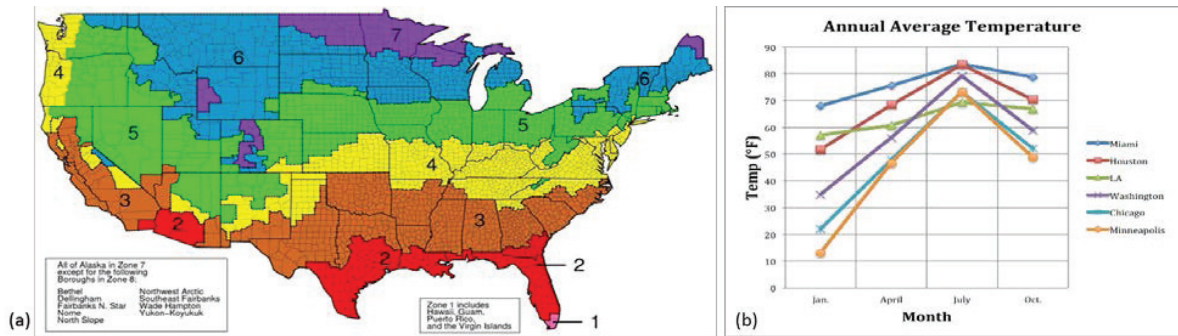 4
6
7
6
5
5
4
3
3
2
2
2
1
All of Alaska in Zone 7
except for the following
Boroughs in Zone 8:
Bethel Northwest Arctic
Dellingham Southeast Fairbanks
Fairbanks N. Star Wade Hampton
Nome Yukon-Koyukuk
North Slope
Zone 1 includes
Hawaii, Guam,
Puerto Rico,
and the Virgin Islands
(a)
Annual Average Temperature
90
80
70
60
50
40
30
20
10
0
Temp (°F)
Jan. April July Oct.
Month
Miami
Houston
LA
Washington
Chicago
Minneapolis
(b)